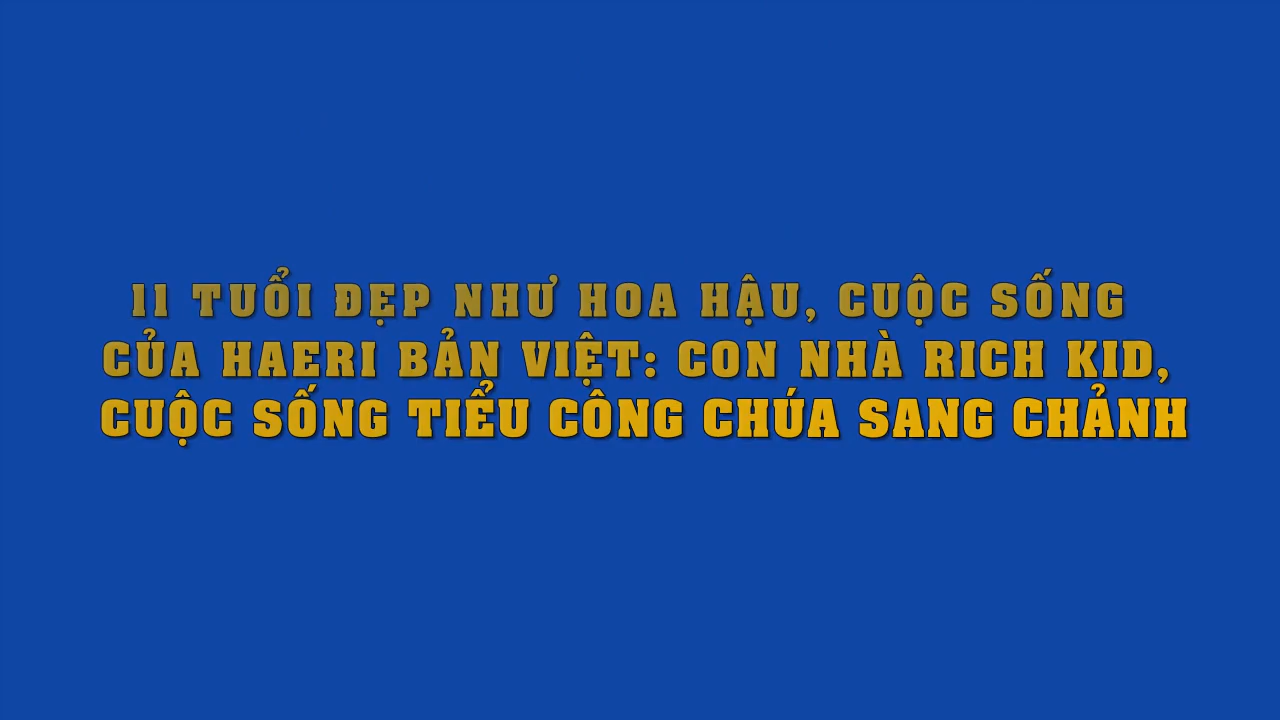 11 TUỔI ĐẸP NHƯ HOA HẬU, CUỘC SỐNG
CỦA HAERI BẢN VIỆT: CON NHÀ RICH KID,
CUỘC SỐNG TIỂU CÔNG CHÚA SANG CHẢNH